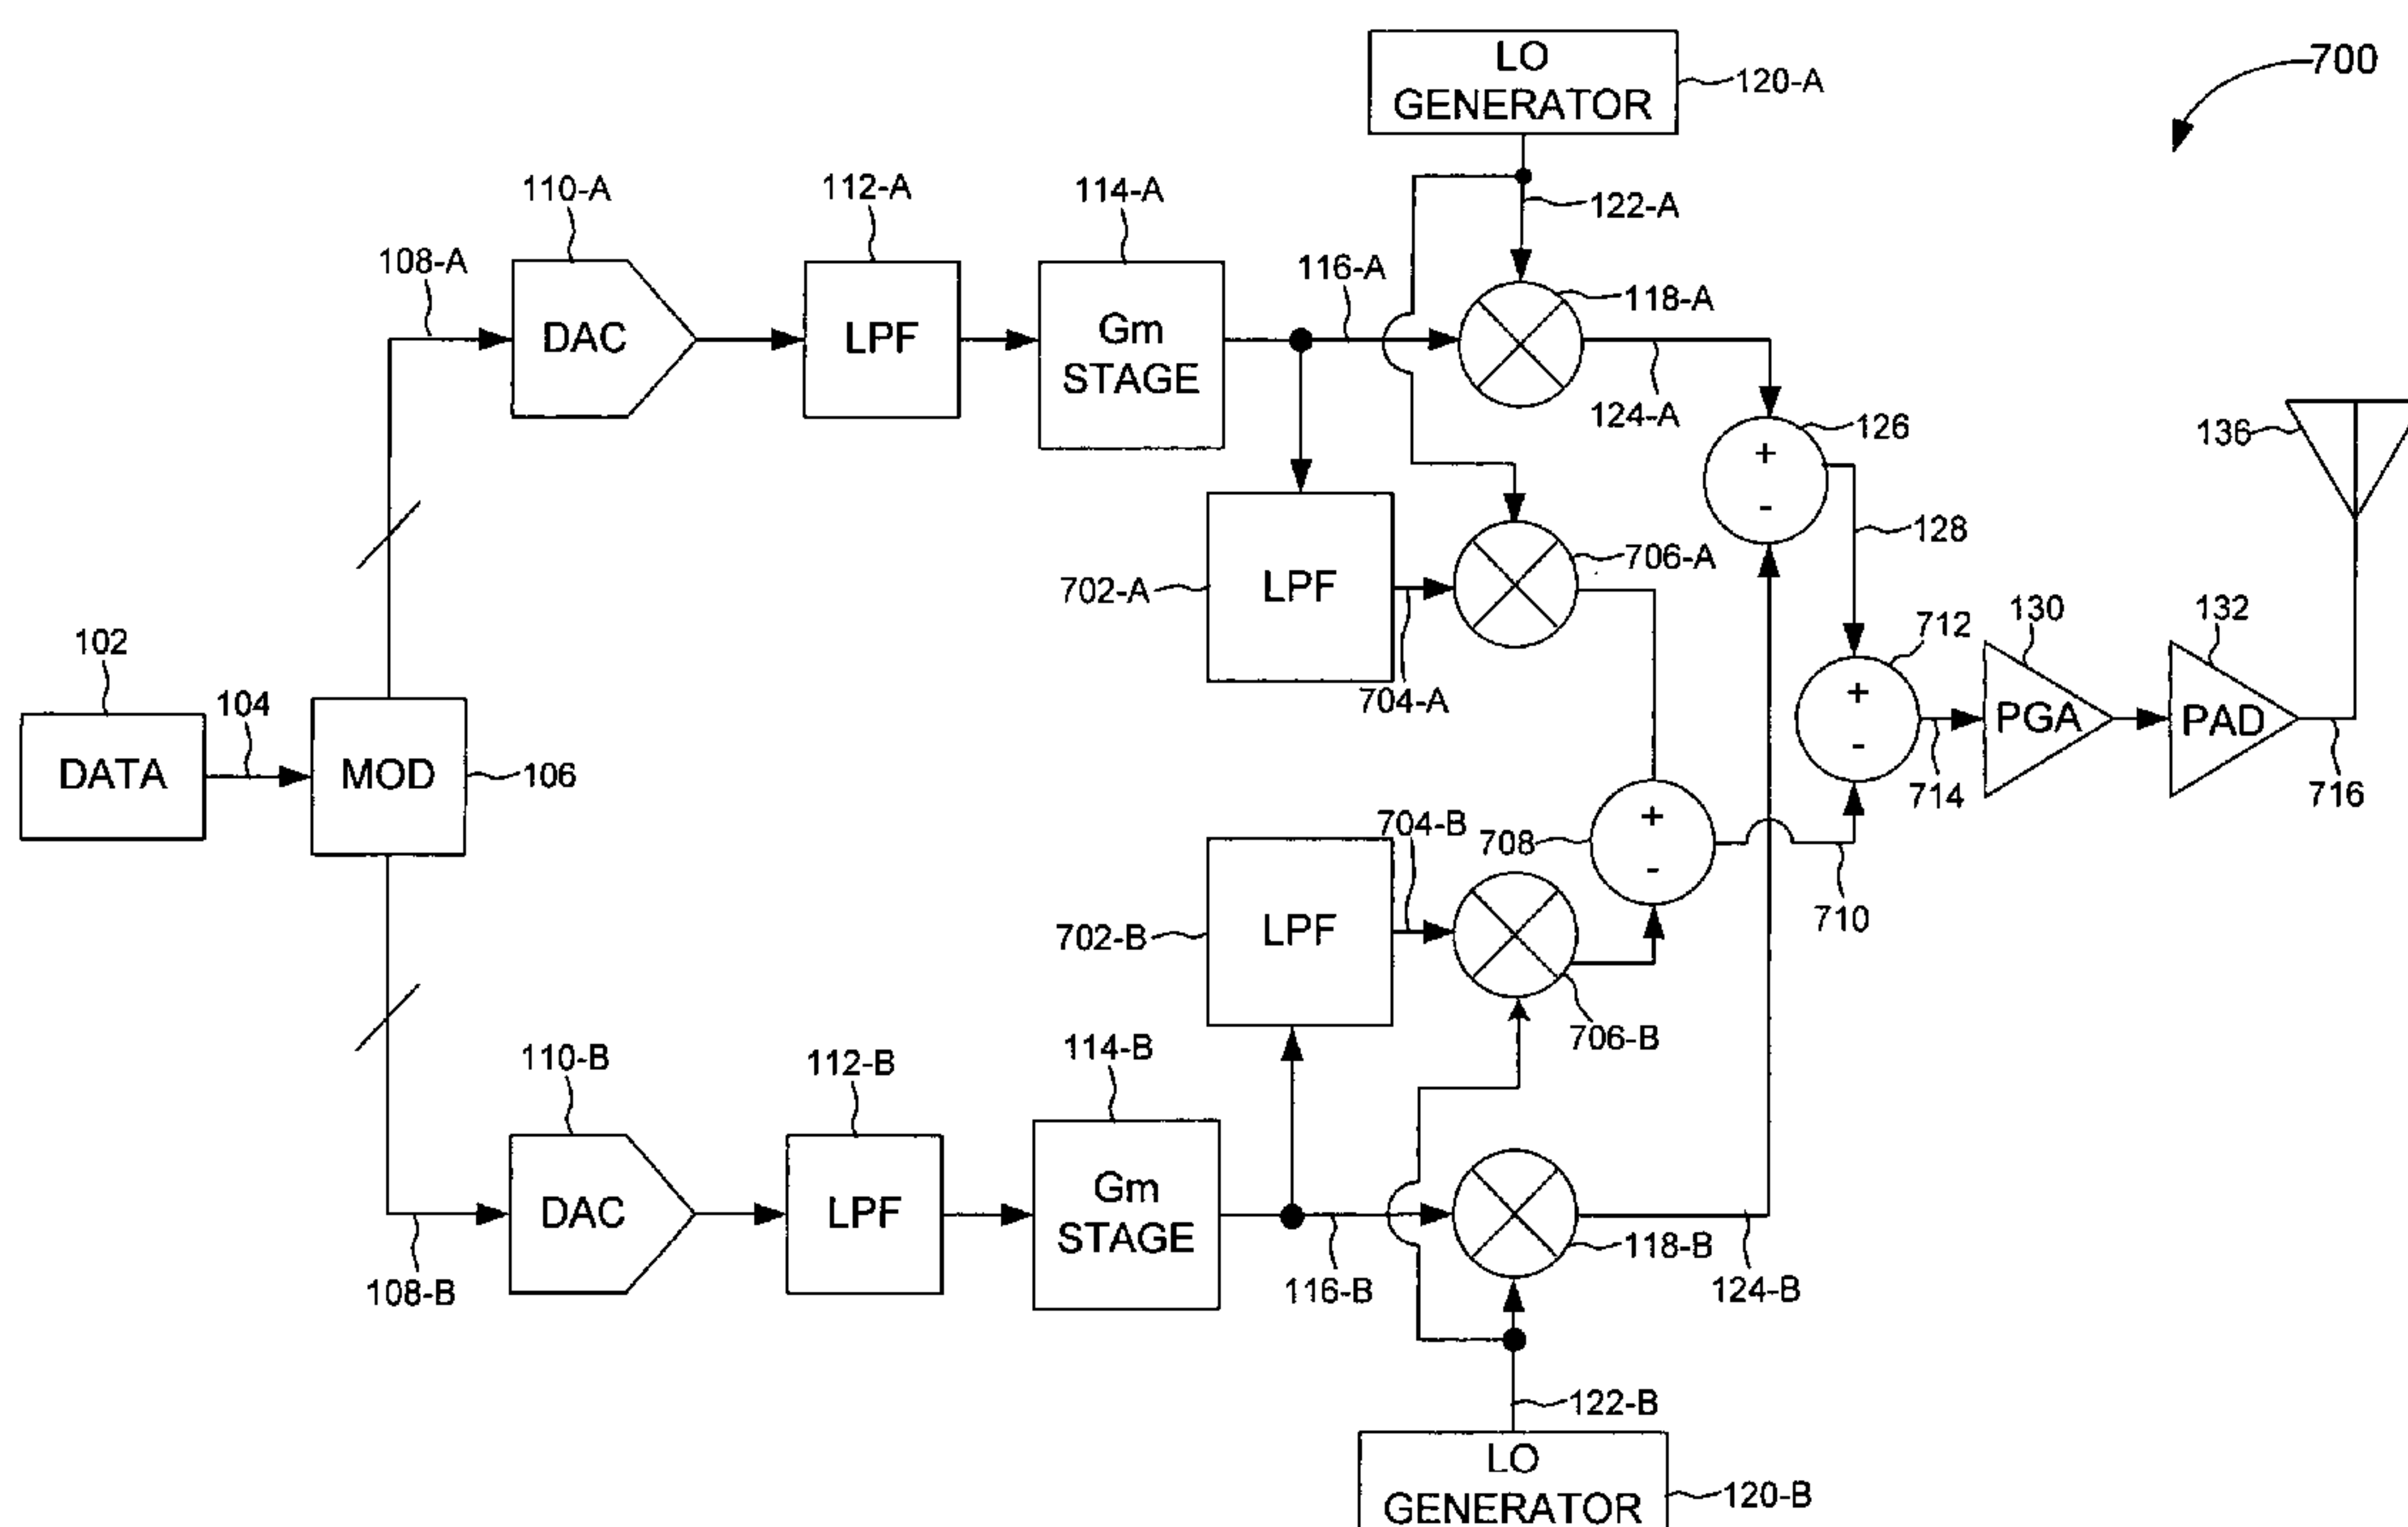 LO
GENERATOR
120-A
700
110-A
112-A
114-A
122-A
108-A
116-A
118-A
DAC
LPF
Gm
STAGE
124-A
126
+
-
136
128
702-A
LPF
706-A
704-A
102
104
DATA
MOD
106
712
130
132
+
-
PGA
PAD
714
716
704-B
708
+
-
710
702-B
LPF
706-B
110-B
112-B
114-B
DAC
LPF
Gm
STAGE
108-B
116-B
118-B
124-B
122-B
LO
GENERATOR
120-B